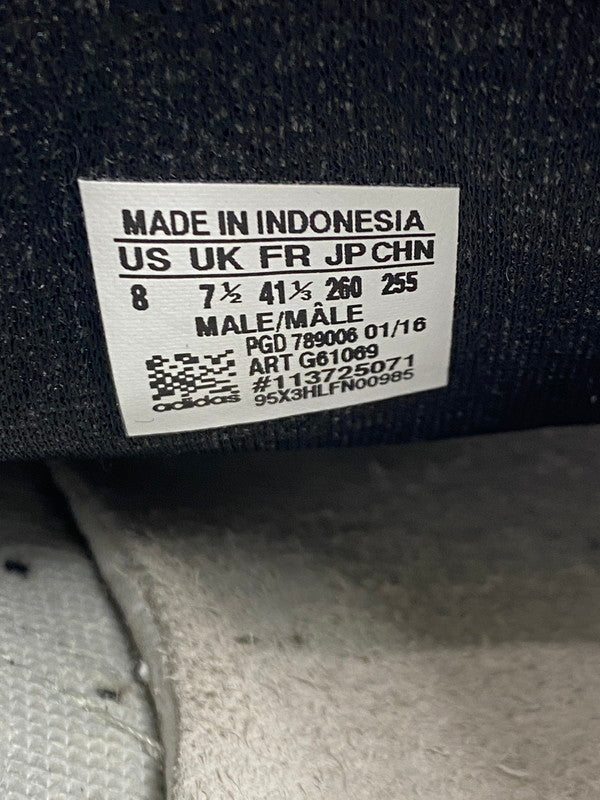 MADE IN INDONESIA
US UK FR JP CHN
8 7½ 41⅓ 260 255
MALE/MÂLE
PGD 789006 01/16
ART G61069
#113725071
adidas 95X3HLFN00985